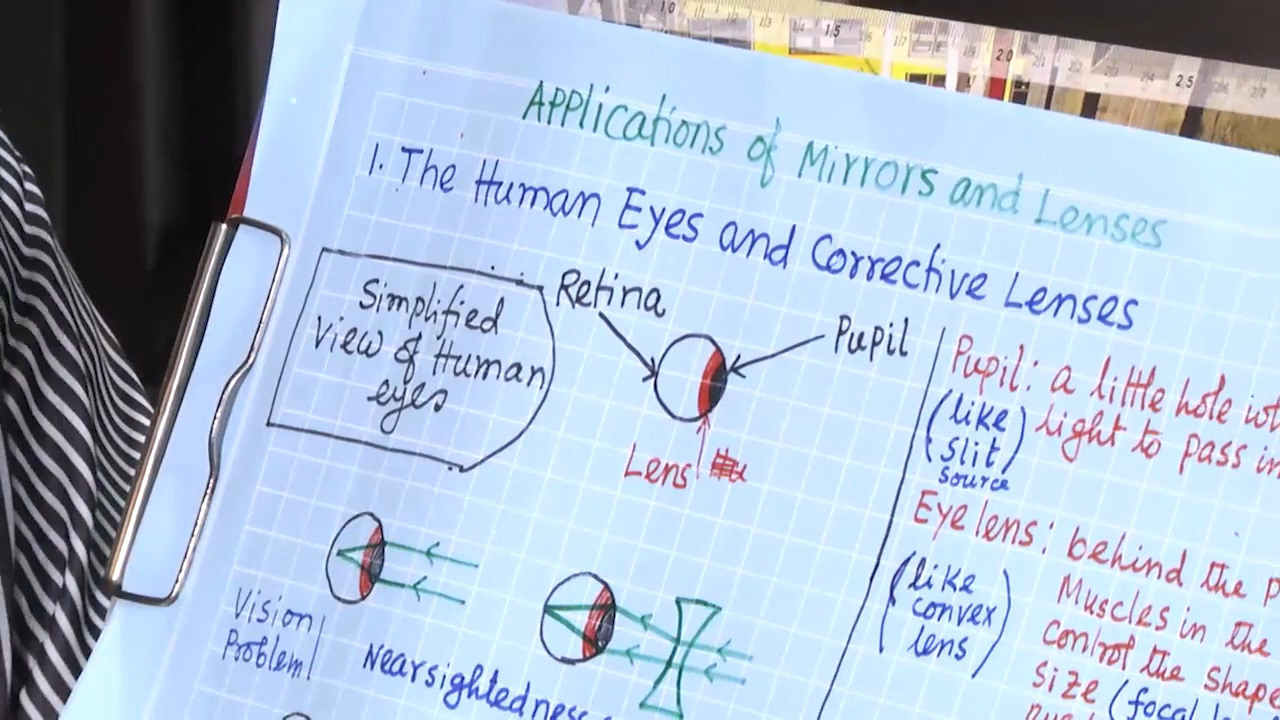 Applications of Mirrors and Lenses
1. The Human Eyes and Corrective Lenses
Simplified
View of Human
eyes
Retina
Pupil
Lens
Pupil: a little hole
(like
slit)
source
light to pass
Eye lens: behind the
(like
convex
lens)
Muscles in the
Control the shape
Size (focal
Vision
Problem
Nearsightedness